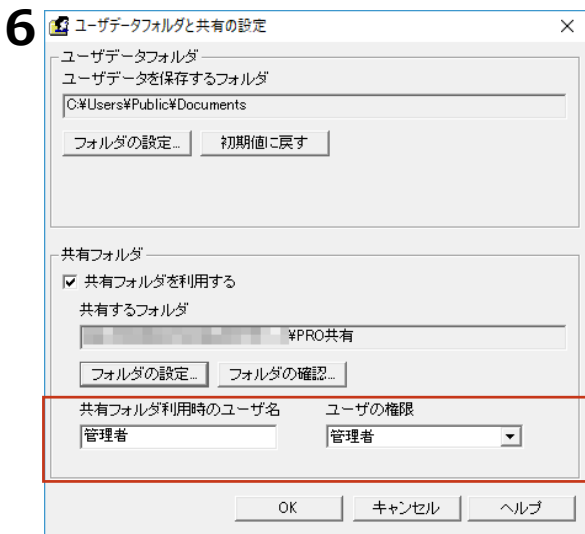 6
ユーザデータフォルダと共有の設定
ユーザデータフォルダ
ユーザデータを保存するフォルダ
C:¥Users¥Public¥Documents
フォルダの設定... 初期値に戻す
共有フォルダ
共有フォルダを利用する
共有するフォルダ
¥PRO共有
フォルダの設定... フォルダの確認...
共有フォルダ利用時のユーザ名 ユーザの権限
管理者 管理者
OK キャンセル ヘルプ